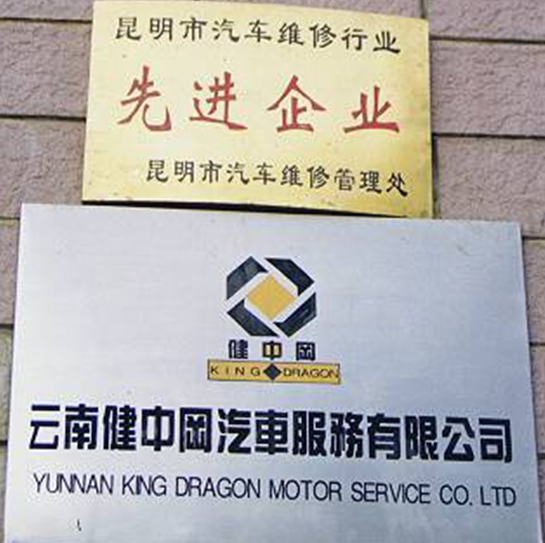 昆明市汽车维修行业
先进企业
昆明市汽车维修管理处
健中岡
KING◆DRAGON
云南健中岡汽車服務有限公司
YUNNAN KING DRAGON MOTOR SERVICE CO. LTD